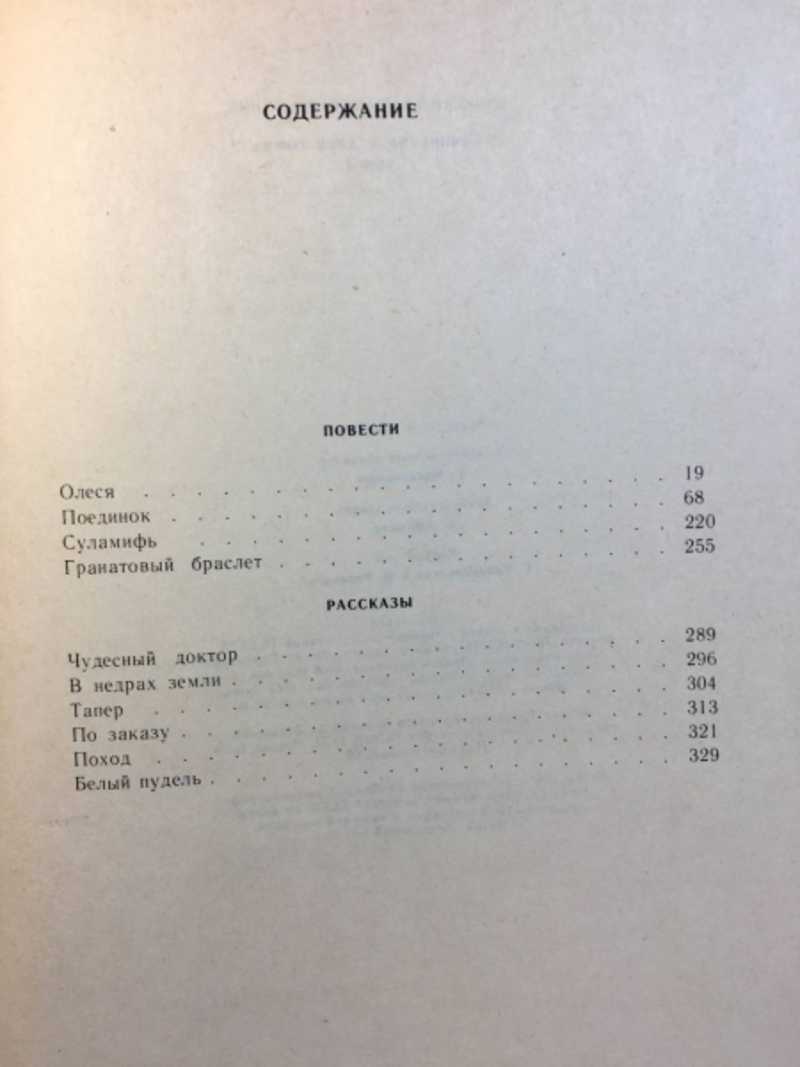 СОДЕРЖАНИЕ
ПОВЕСТИ
Олеся . . . . . . . . . . . . . . . . . . . 19
Поединок . . . . . . . . . . . . . . . . . . 68
Суламифь . . . . . . . . . . . . . . . . . 220
Гранатовый браслет . . . . . . . . . . . . . . 255
РАССКАЗЫ
Чудесный доктор . . . . . . . . . . . . . . . 289
В недрах земли . . . . . . . . . . . . . . . . 296
Тапер . . . . . . . . . . . . . . . . . . . 304
По заказу . . . . . . . . . . . . . . . . . . 313
Поход . . . . . . . . . . . . . . . . . . . 321
Белый пудель . . . . . . . . . . . . . . . . . 329